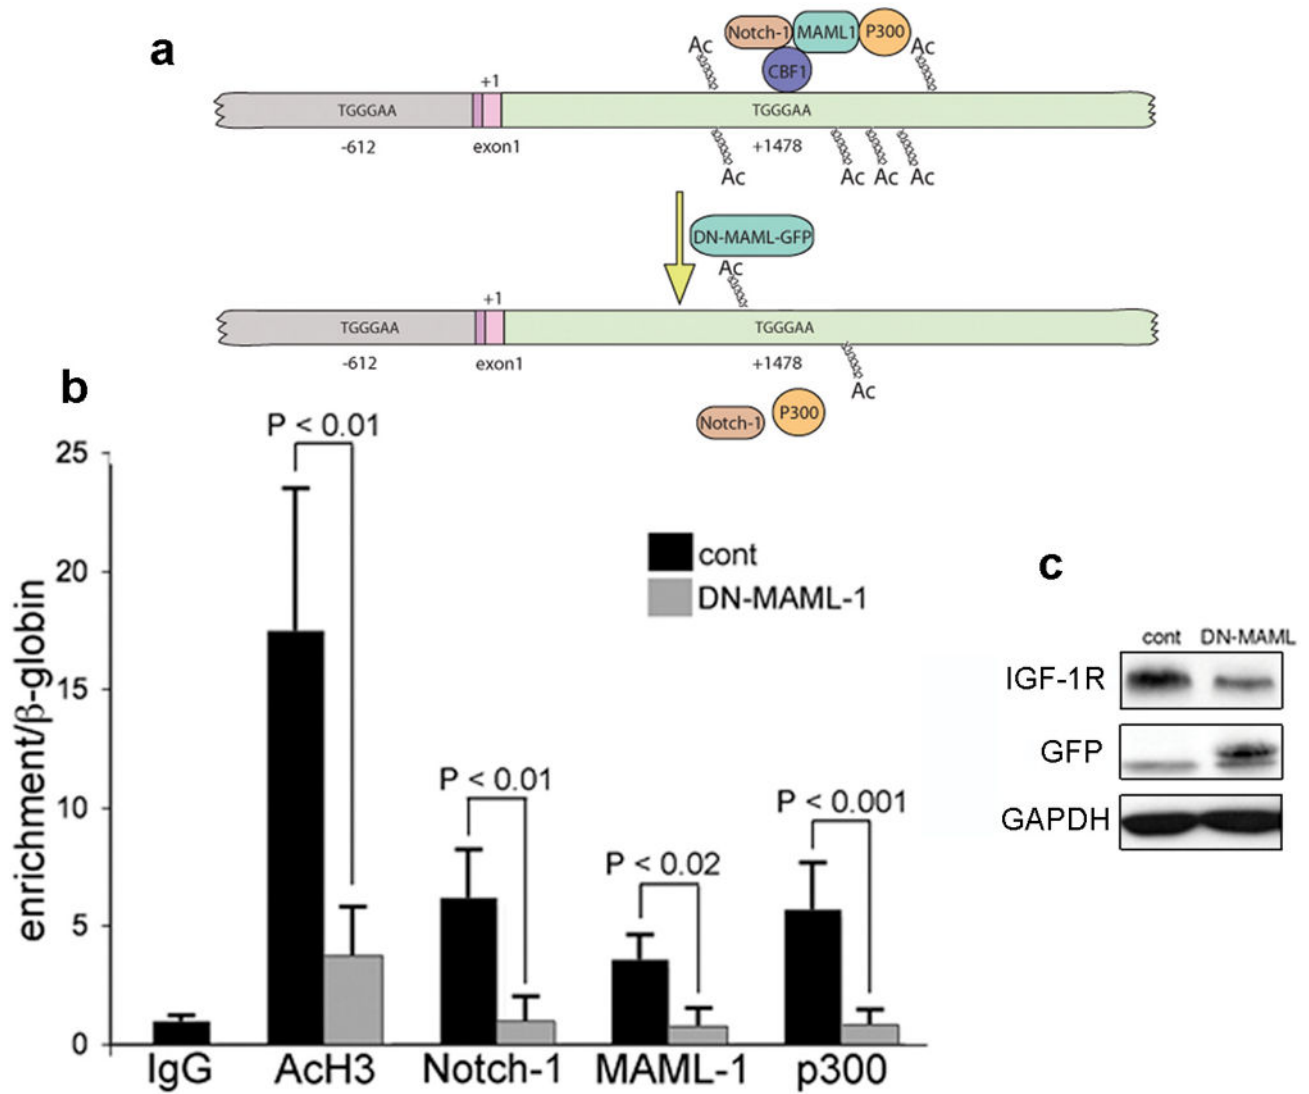 a
Ac
Notch-1
MAML1
P300
Ac
CBF1
+1
TGGGAA
TGGGAA
-612
exon1
+1478
Ac
Ac
Ac
Ac
DN-MAML-GFP
Ac
+1
TGGGAA
TGGGAA
-612
exon1
+1478
Ac
Notch-1
P300
b
P < 0.01
25
20
15
10
5
0
enrichment/β-globin
cont
DN-MAML-1
P < 0.01
P < 0.02
P < 0.001
IgG
AcH3
Notch-1
MAML-1
p300
c
cont DN-MAML
IGF-1R
GFP
GAPDH